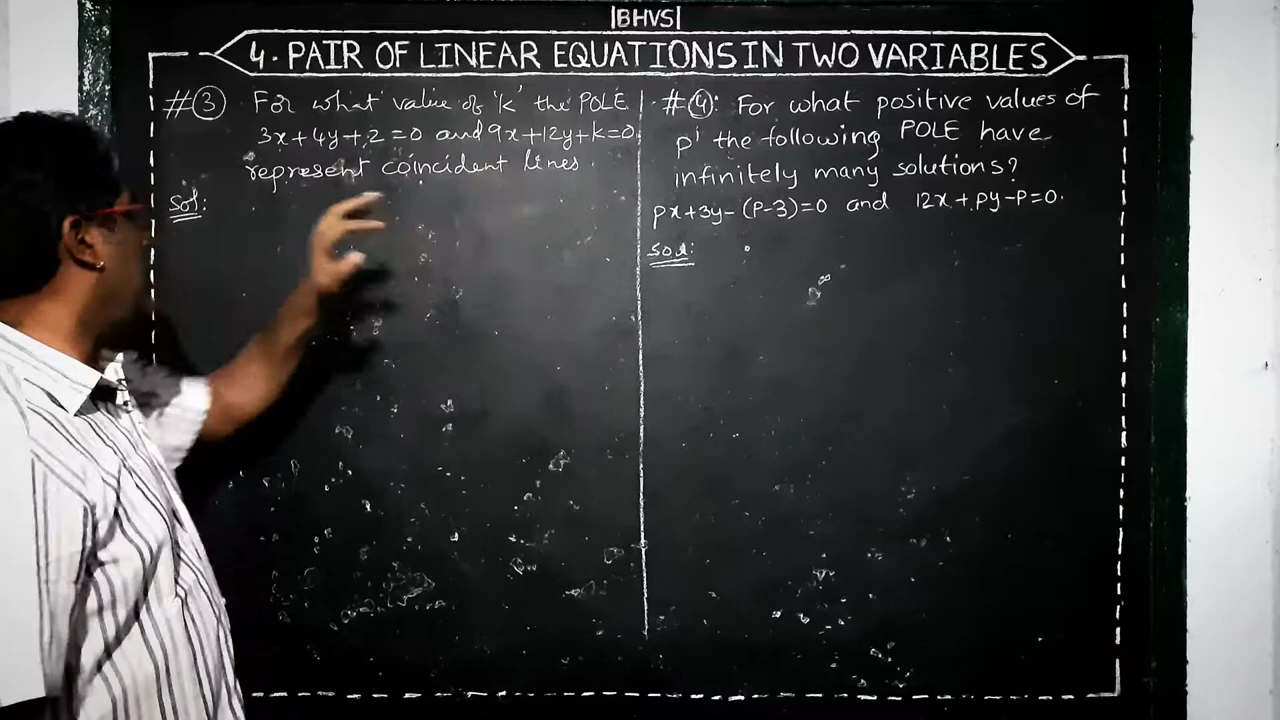 |BHVS|
4. PAIR OF LINEAR EQUATIONS IN TWO VARIABLES
#③ For what value of 'k' the POLE
3x+4y+2=0 and 9x+12y+k=0
represent coincident lines.
Sol:
#④: For what positive values of
p' the following POLE have
infinitely many solutions?
px+3y-(P-3)=0 and 12x+py-P=0.
Sol: